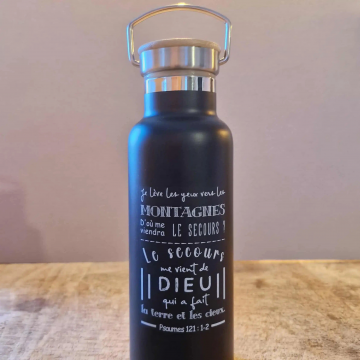 Je lève les yeux vers les
MONTAGNES
D'où me
viendra LE SECOURS ?
Le secours
me vient de
DIEU
qui a fait
la terre et les cieux.
Psaumes 121 : 1-2